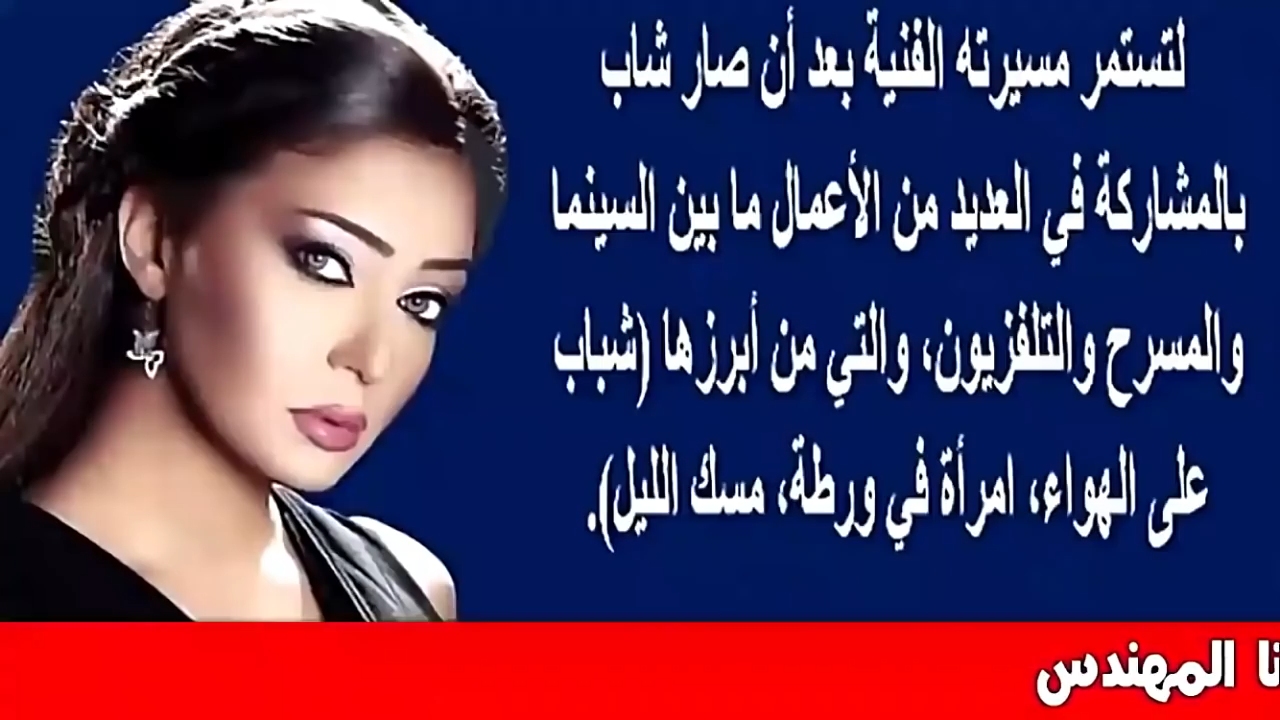 لتستمر مسيرته الفنية بعد أن صار شاب
بالمشاركة في العديد من الأعمال ما بين السينما
والمسرح والتلفزيون، والتي من أبرزها (شباب
على الهواء، امرأة في ورطة، مسك الليل).
نا المهندس